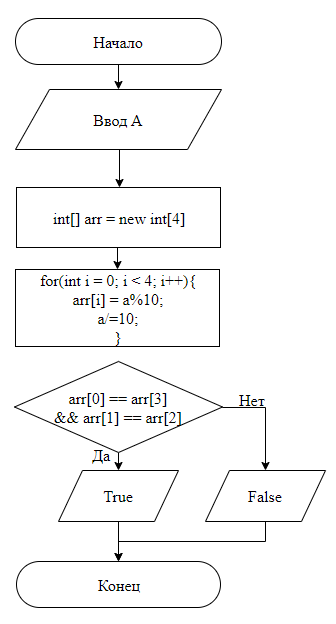 Начало
Ввод A
int[] arr = new int[4]
for(int i = 0; i < 4; i++){
arr[i] = a%10;
a/=10;
}
arr[0] == arr[3]
&& arr[1] == arr[2]
Нет
Да
True
False
Конец